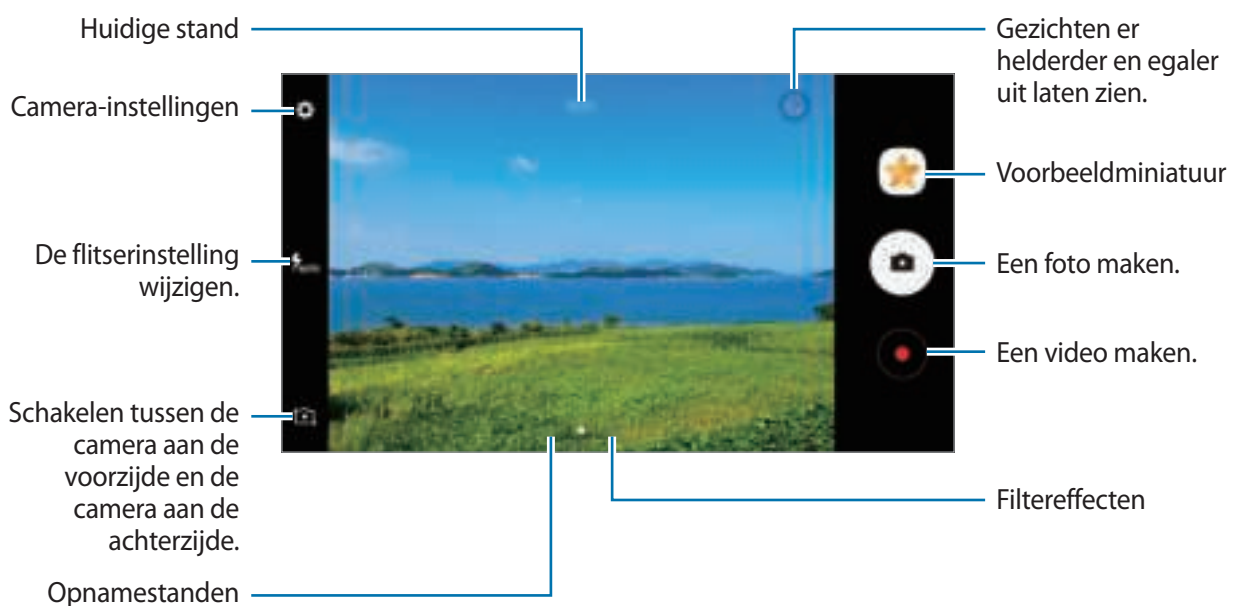 Huidige stand
Camera-instellingen
De flitserinstelling
wijzigen.
Schakelen tussen de
camera aan de
voorzijde en de
camera aan de
achterzijde.
Opnamestanden
Gezichten er
helderder en egaler
uit laten zien.
Voorbeeldminiatuur
Een foto maken.
Een video maken.
Filtereffecten